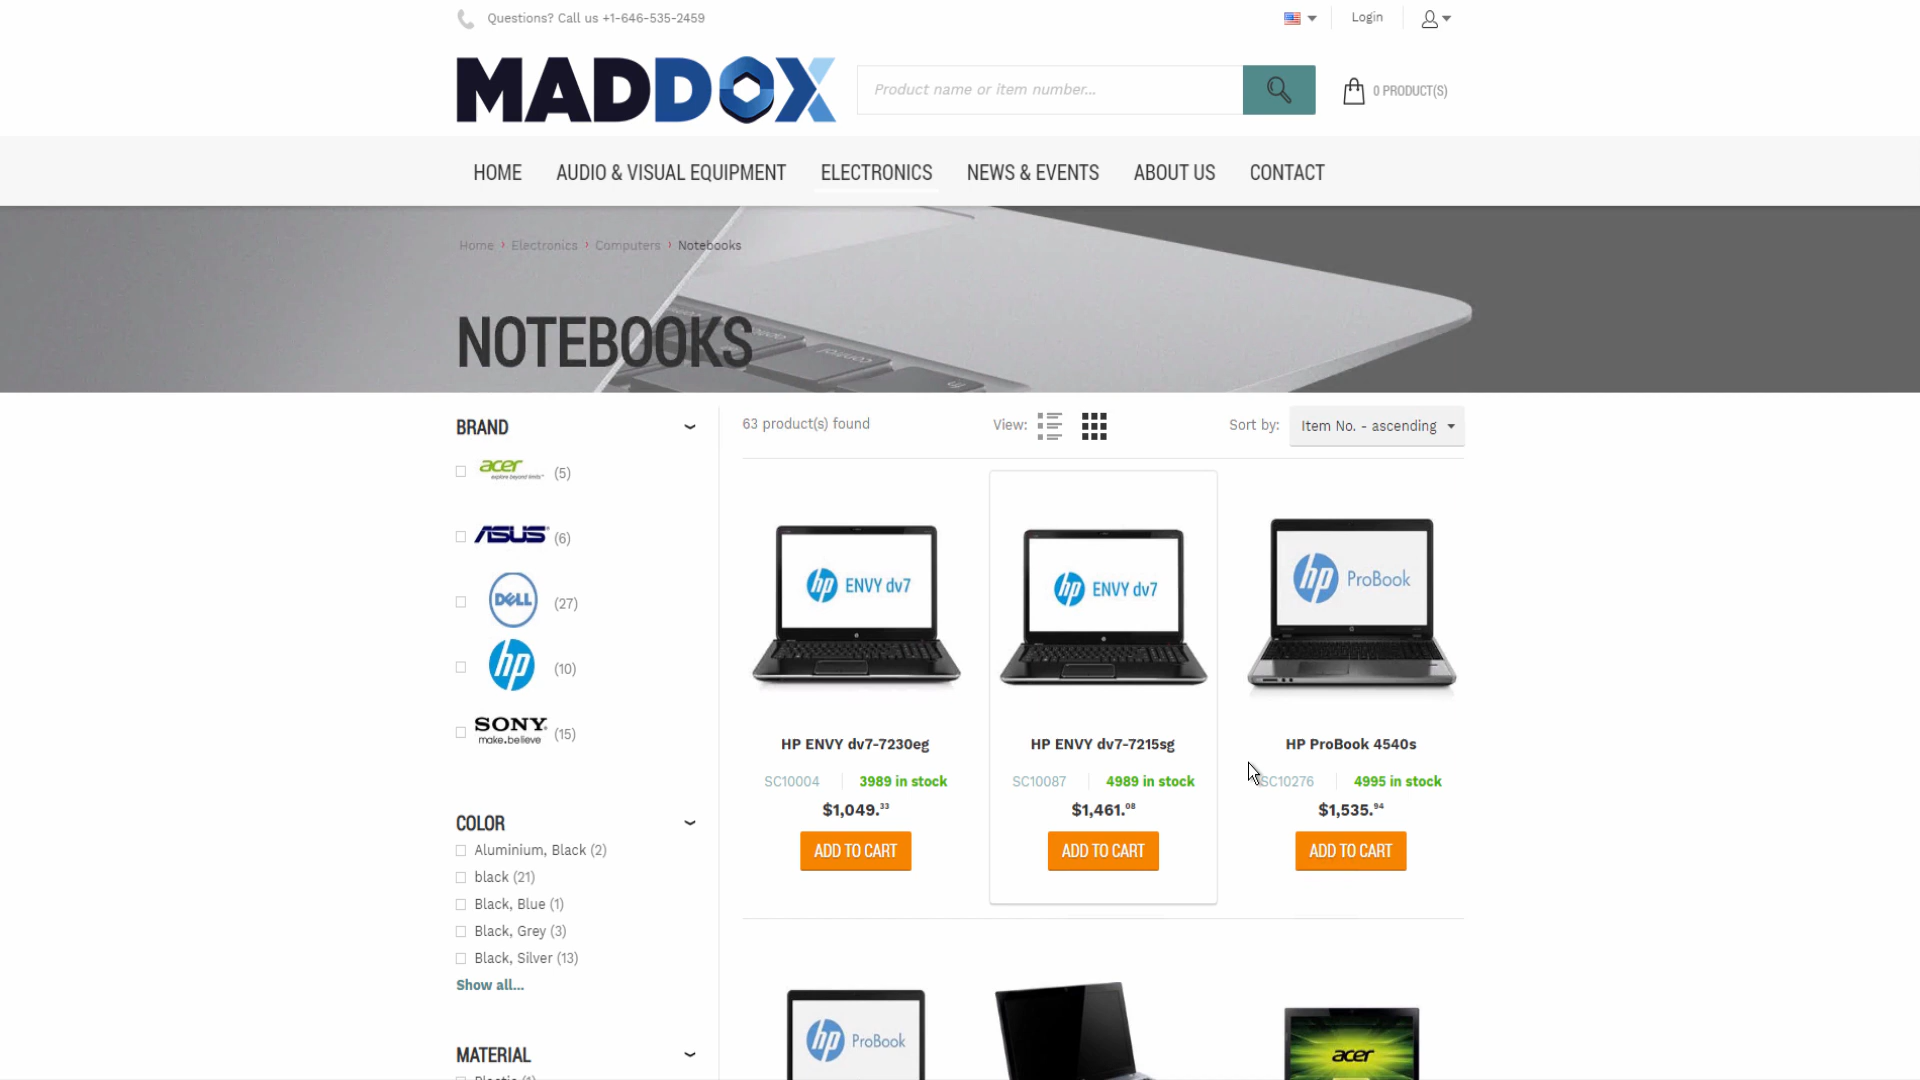 Questions? Call us +1-646-535-2459
Login
MADDOX
Product name or item number...
0 PRODUCT(S)
HOME
AUDIO & VISUAL EQUIPMENT
ELECTRONICS
NEWS & EVENTS
ABOUT US
CONTACT
Home › Electronics › Computers › Notebooks
NOTEBOOKS
BRAND
acer
explore beyond limits™
(5)
ASUS (6)
DELL (27)
hp (10)
SONY
make.believe
(15)
COLOR
Aluminium, Black (2)
black (21)
Black, Blue (1)
Black, Grey (3)
Black, Silver (13)
Show all...
MATERIAL
63 product(s) found
View:
Sort by: Item No. - ascending
hp ENVY dv7
hp ENVY dv7
hp ProBook
HP ENVY dv7-7230eg
SC10004
3989 in stock
$1,049.33
ADD TO CART
HP ENVY dv7-7215sg
SC10087
4989 in stock
$1,461.08
ADD TO CART
HP ProBook 4540s
SC10276
4995 in stock
$1,535.94
ADD TO CART
hp ProBook
acer